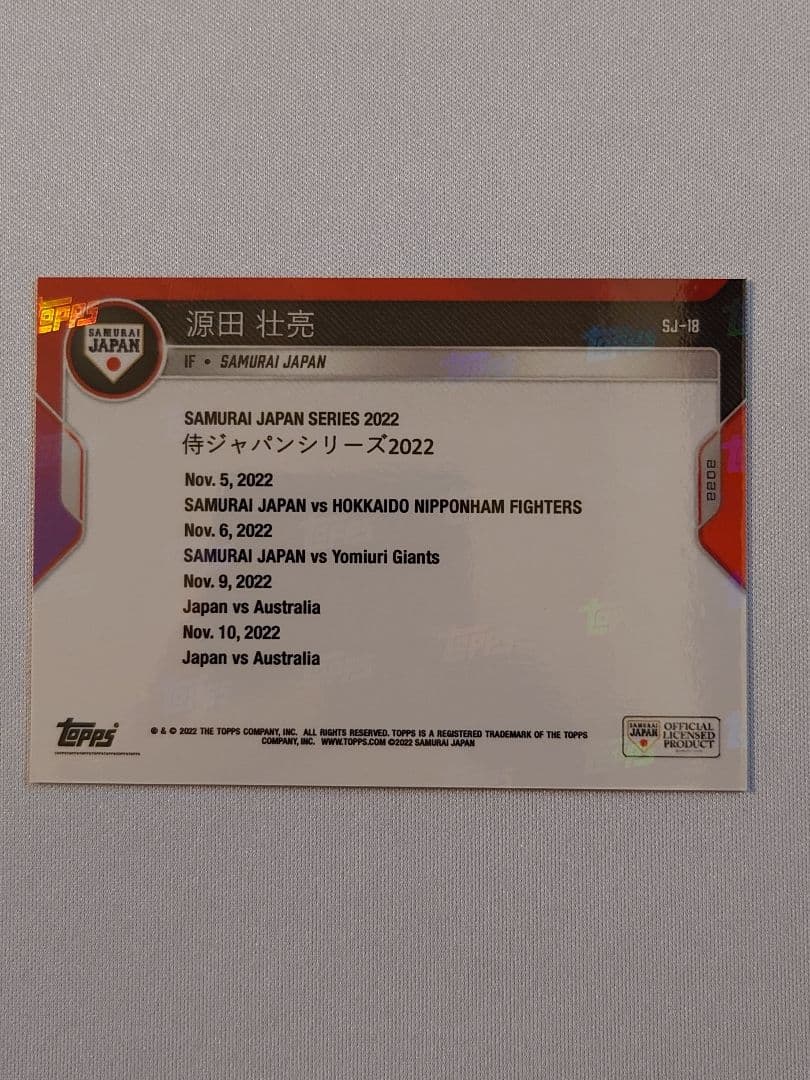 TOPPS
SAMURAI
JAPAN
源田 壮亮
SJ-18
IF • SAMURAI JAPAN
SAMURAI JAPAN SERIES 2022
侍ジャパンシリーズ2022
Nov. 5, 2022
SAMURAI JAPAN vs HOKKAIDO NIPPONHAM FIGHTERS
Nov. 6, 2022
SAMURAI JAPAN vs Yomiuri Giants
Nov. 9, 2022
Japan vs Australia
Nov. 10, 2022
Japan vs Australia
2022
TOPPS
® & © 2022 THE TOPPS COMPANY, INC. ALL RIGHTS RESERVED. TOPPS IS A REGISTERED TRADEMARK OF THE TOPPS
COMPANY, INC. WWW.TOPPS.COM ©2022 SAMURAI JAPAN
SAMURAI
JAPAN
OFFICIAL
LICENSED
PRODUCT